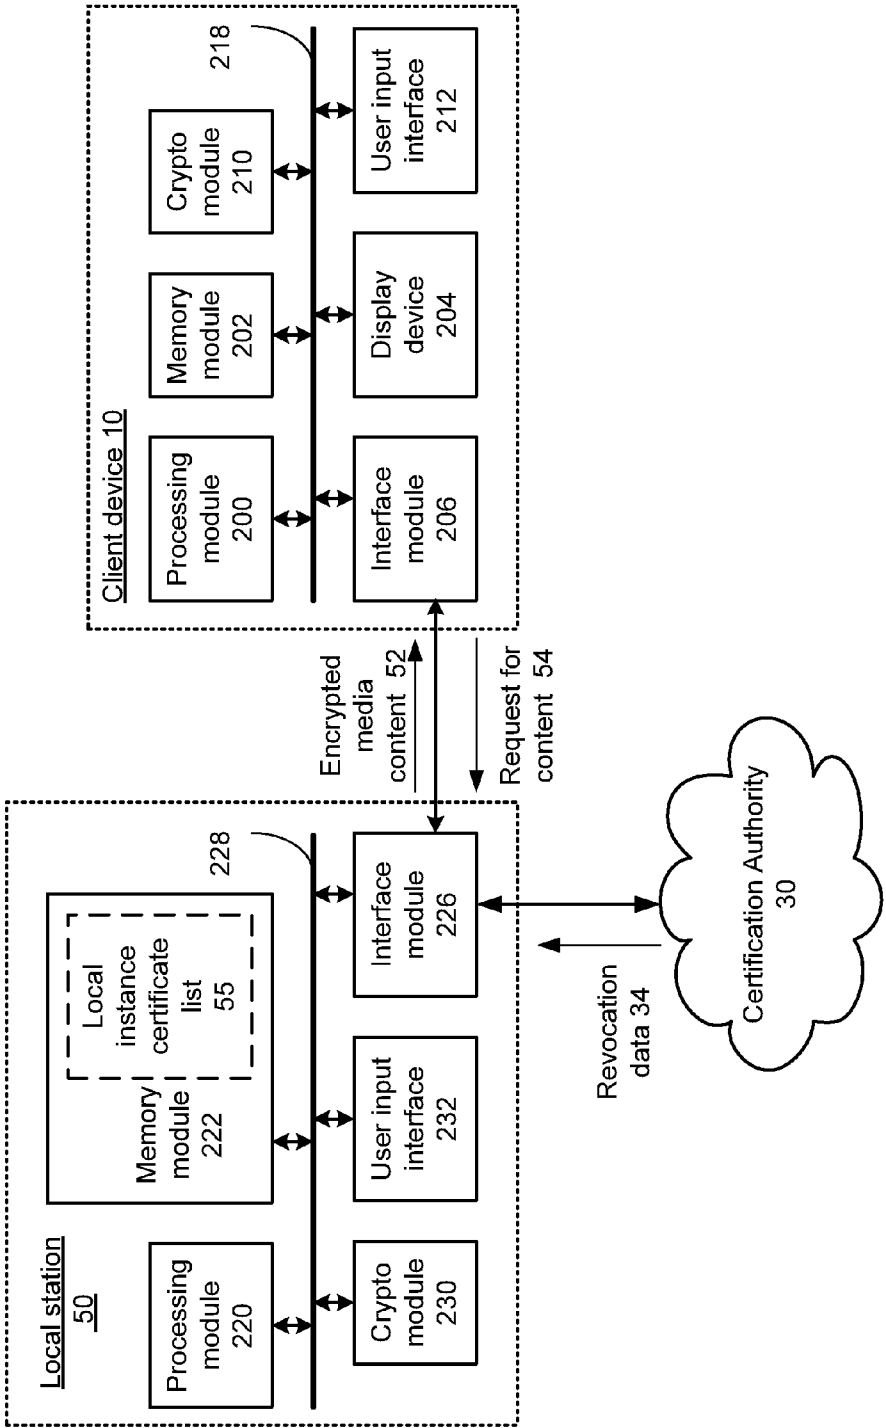 Local station
50
Processing
module
220
Memory
module
222
Local
instance
certificate
list
55
228
Crypto
module
230
User input
interface
232
Interface
module
226
Encrypted
media
content 52
Request for
content 54
Client device 10
Processing
module
200
Memory
module
202
Crypto
module
210
218
Interface
module
206
Display
device
204
User input
interface
212
Revocation
data 34
Certification Authority
30